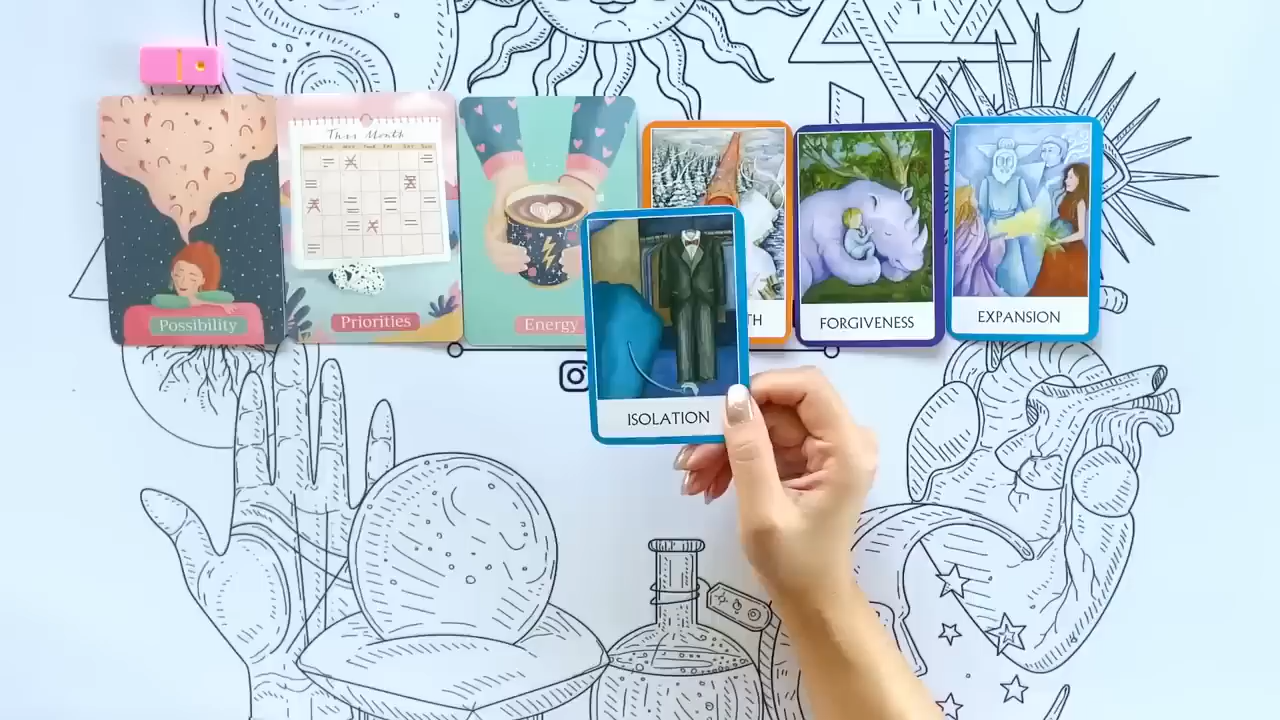 This Month
Possibility
Priorities
Energy
TH
FORGIVENESS
EXPANSION
ISOLATION